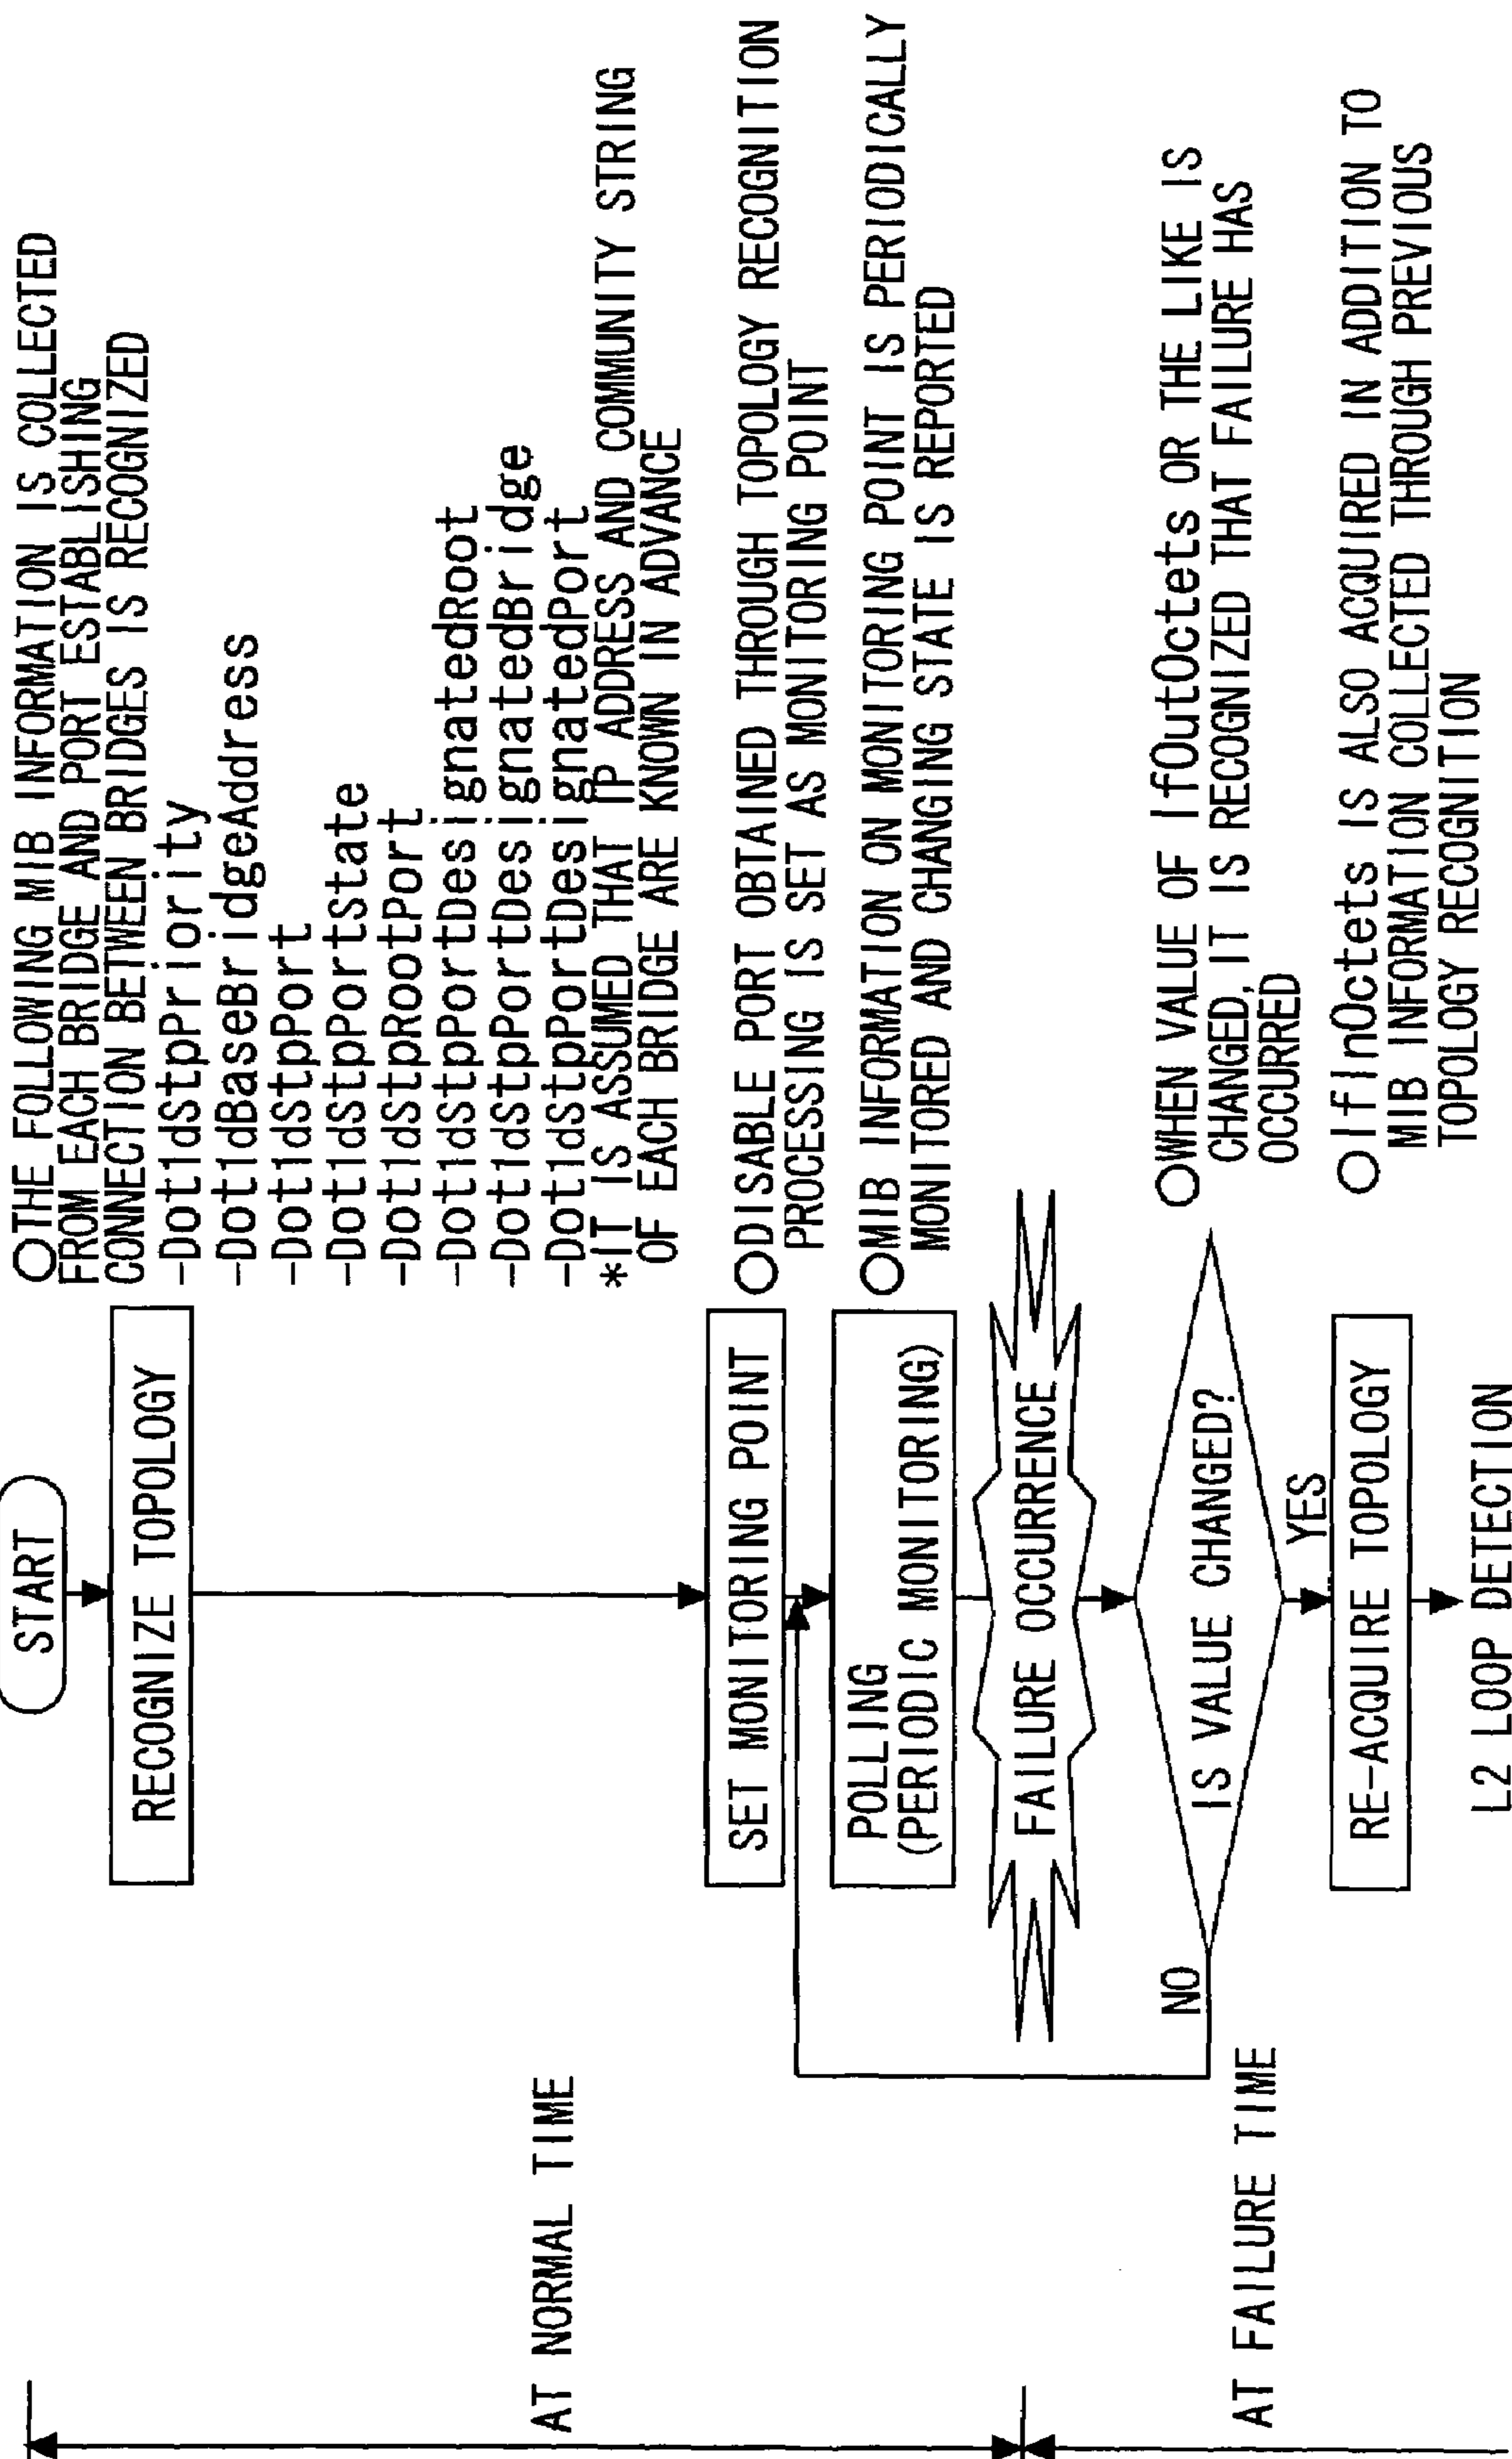 START
RECOGNIZE TOPOLOGY
○THE FOLLOWING MIB INFORMATION IS COLLECTED
FROM EACH BRIDGE AND PORT ESTABLISHING
CONNECTION BETWEEN BRIDGES IS RECOGNIZED
-Dot1dStpPriority
-Dot1dBaseBridgeAddress
-Dot1dStpPort
-Dot1dStpPortState
-Dot1dStpRootPort
-Dot1dStpPortDesignatedRoot
-Dot1dStpPortDesignatedBridge
-Dot1dStpPortDesignatedPort
*IT IS ASSUMED THAT IP ADDRESS AND COMMUNITY STRING
OF EACH BRIDGE ARE KNOWN IN ADVANCE
AT NORMAL TIME
SET MONITORING POINT
○DISABLE PORT OBTAINED THROUGH TOPOLOGY RECOGNITION
PROCESSING IS SET AS MONITORING POINT
POLLING
(PERIODIC MONITORING)
○MIB INFORMATION ON MONITORING POINT IS PERIODICALLY
MONITORED AND CHANGING STATE IS REPORTED
FAILURE OCCURRENCE
IS VALUE CHANGED?
NO
YES
○WHEN VALUE OF IfOutOctets OR THE LIKE IS
CHANGED, IT IS RECOGNIZED THAT FAILURE HAS
OCCURRED
AT FAILURE TIME
RE-ACQUIRE TOPOLOGY
○IfInOctets IS ALSO ACQUIRED IN ADDITION TO
MIB INFORMATION COLLECTED THROUGH PREVIOUS
TOPOLOGY RECOGNITION
L2 LOOP DETECTION